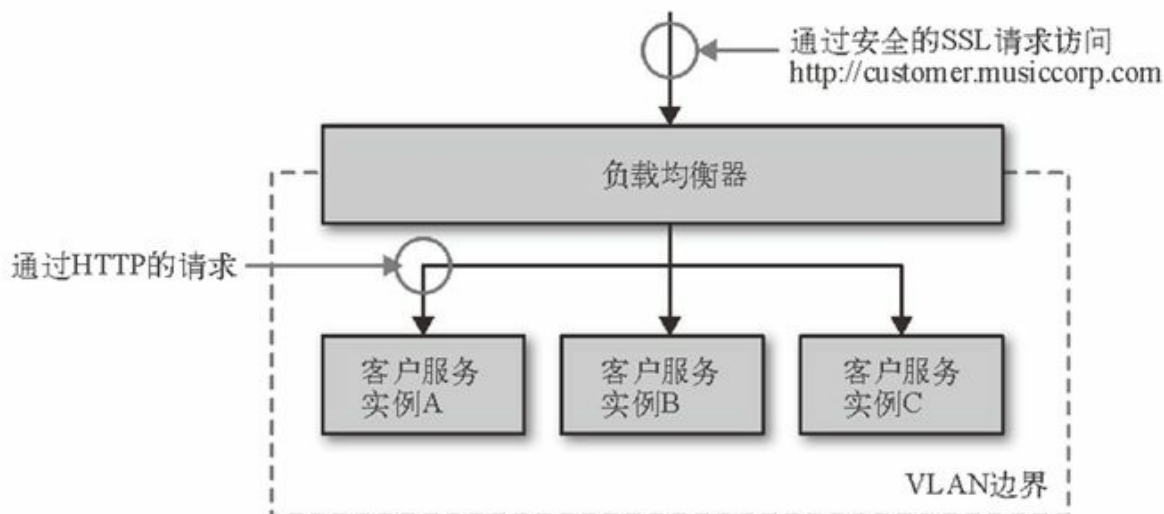 通过安全的SSL请求访问
http://customer.musiccorp.com
负载均衡器
通过HTTP的请求
客户服务
实例A
客户服务
实例B
客户服务
实例C
VLAN边界